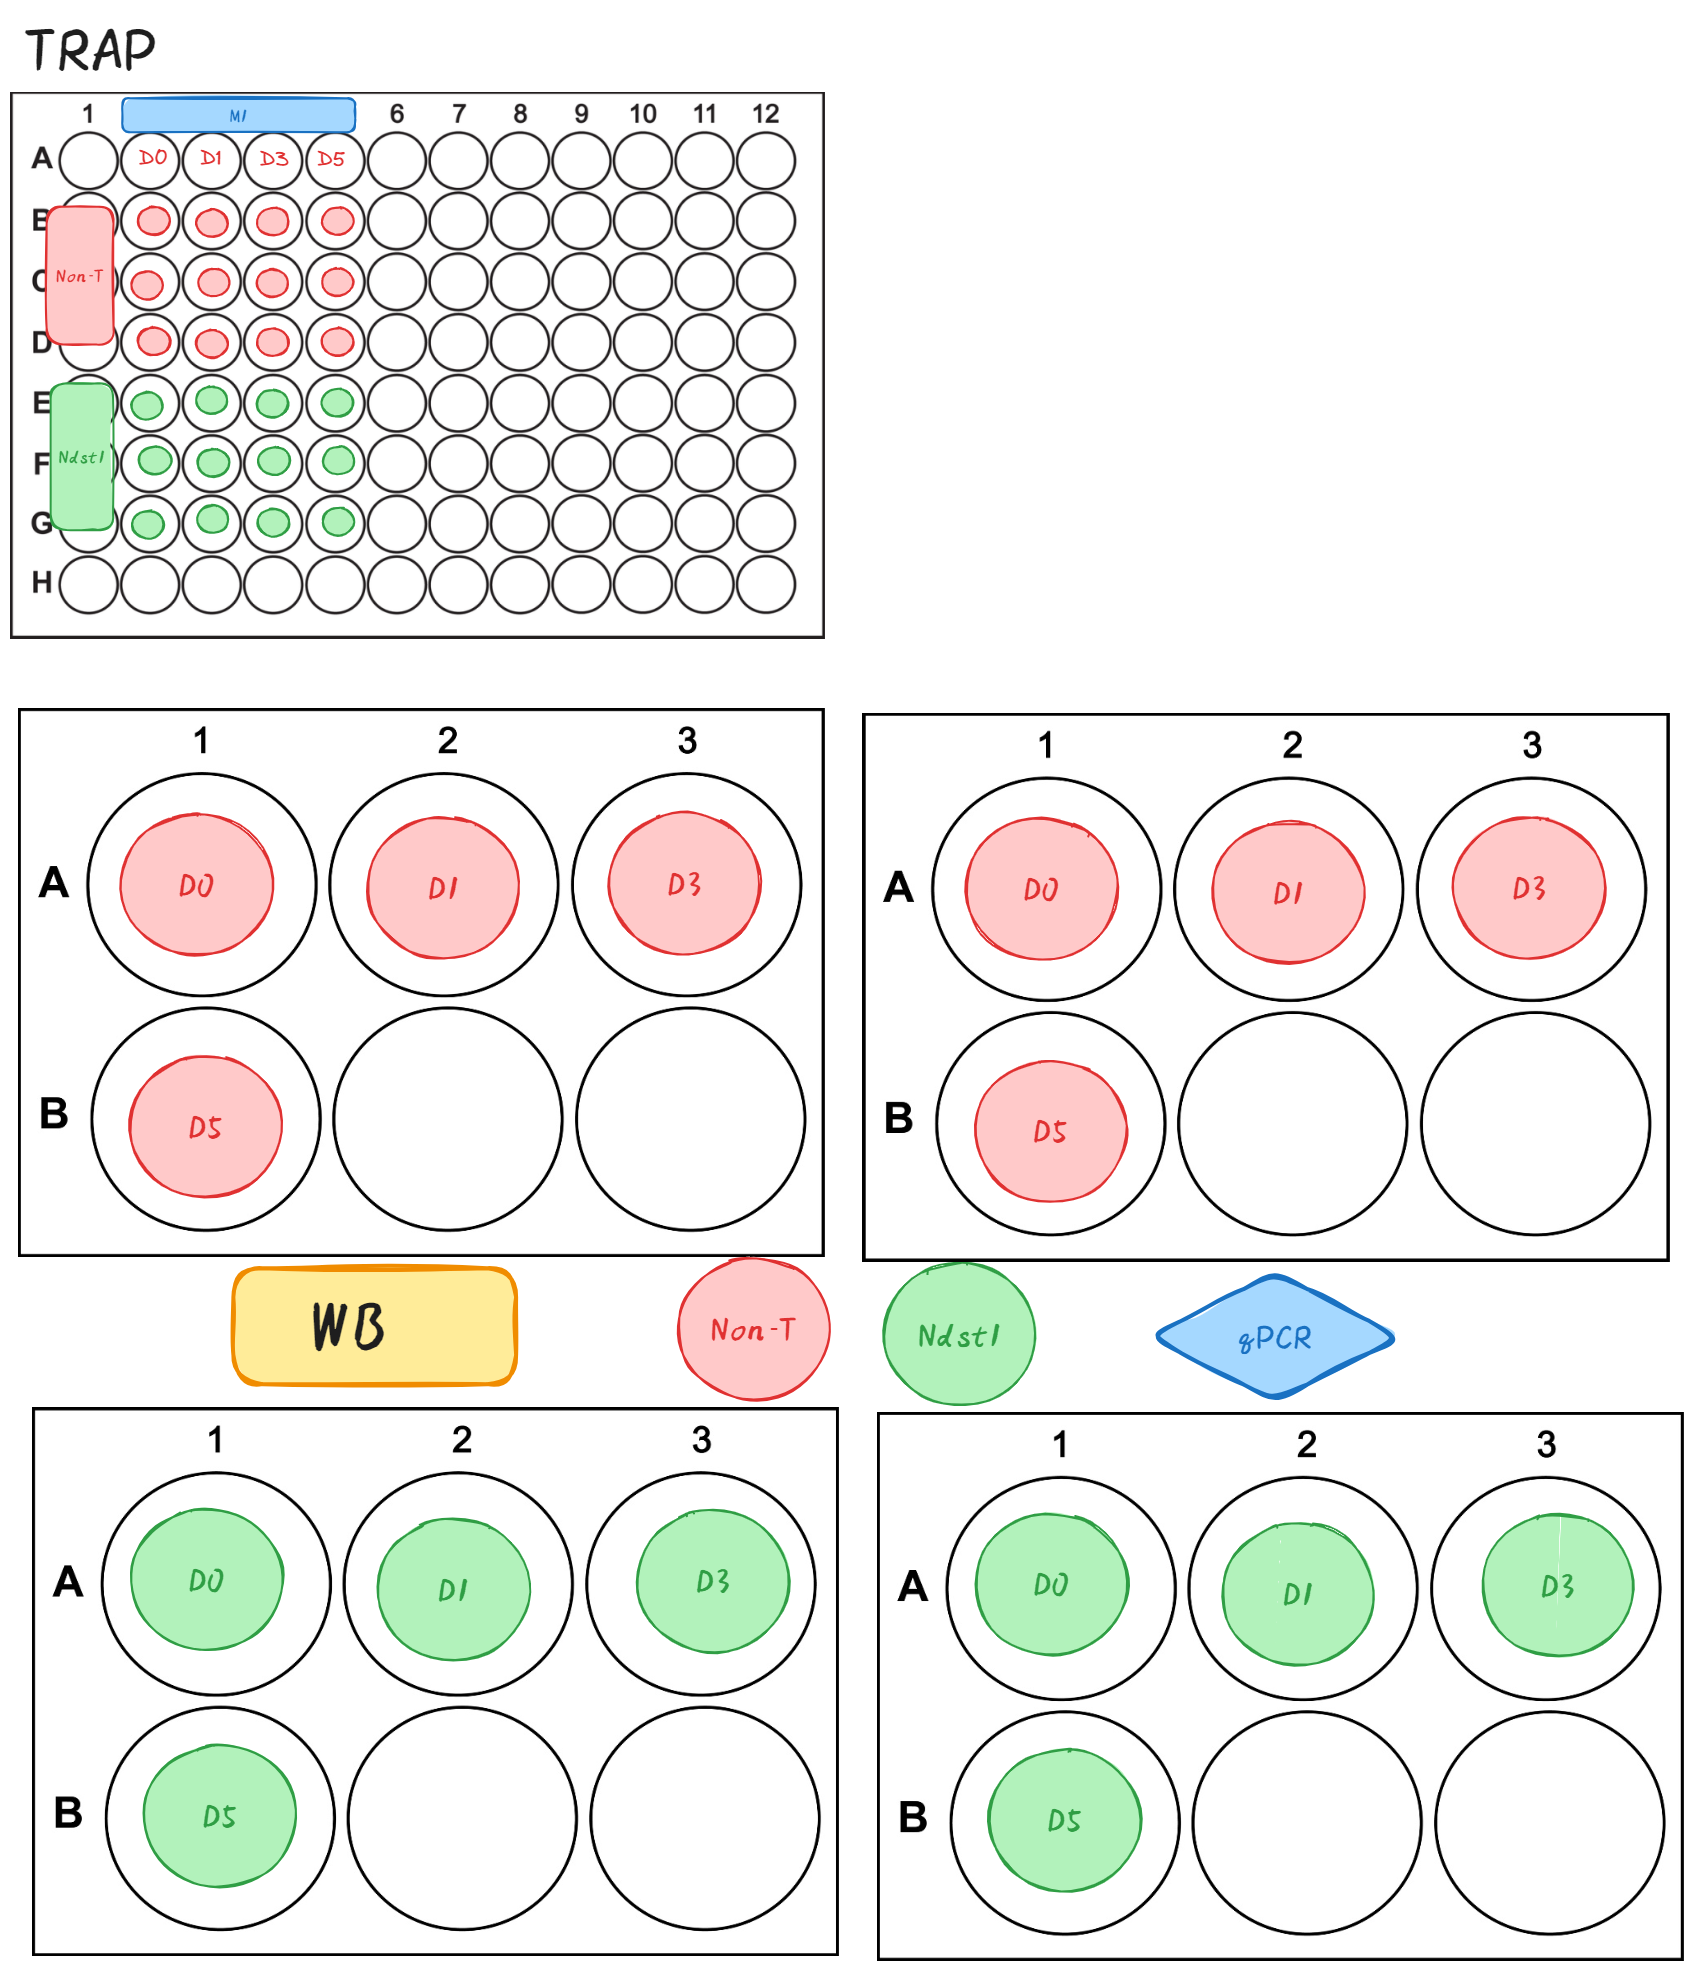 TRAP
1 M1 6 7 8 9 10 11 12
A D0 D1 D3 D5
B
C Non-T
D
E
F Ndst1
G
H
1 2 3
A D0 D1 D3
B D5
1 2 3
A D0 D1 D3
B D5
WB Non-T Ndst1 qPCR
1 2 3
A D0 D1 D3
B D5
1 2 3
A D0 D1 D3
B D5